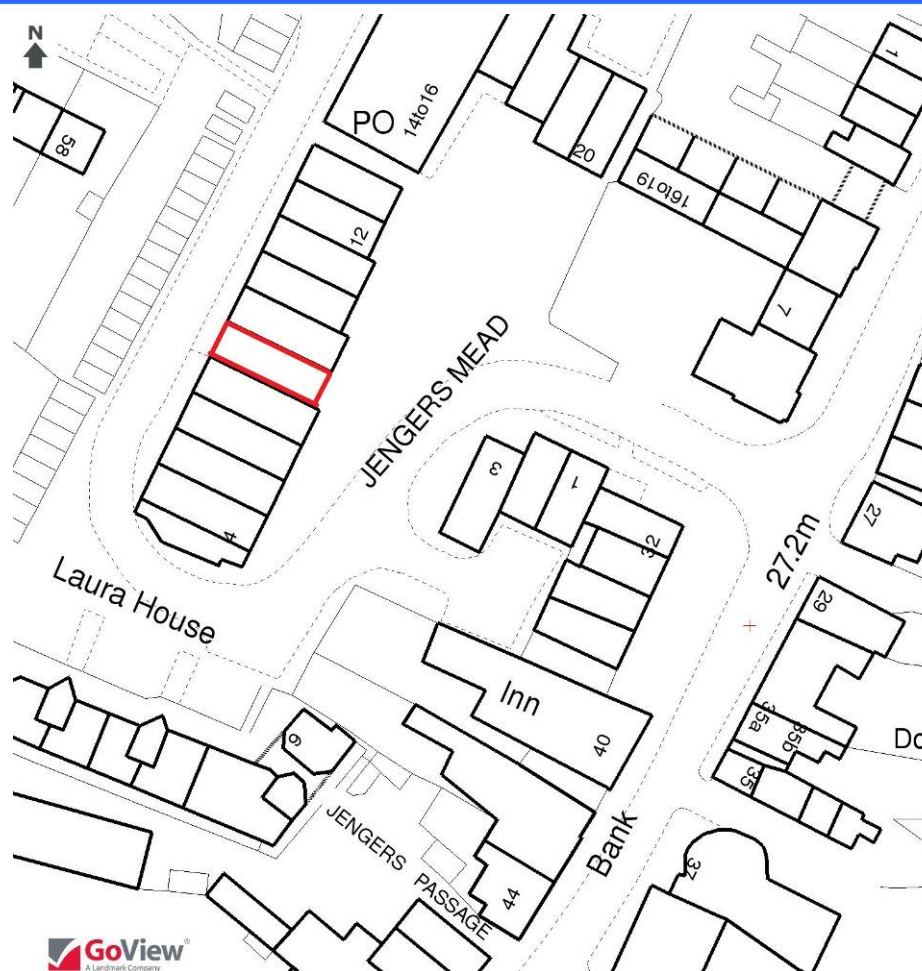 N
1
58
PO
14to16
20
16to19
12
7
JENGERS MEAD
3
1
4
32
27
27.2m
29
Laura House
Inn
40
35a
35b
35
Do
9
JENGERS PASSAGE
44
Bank
37
GoView®
A Landmark Company